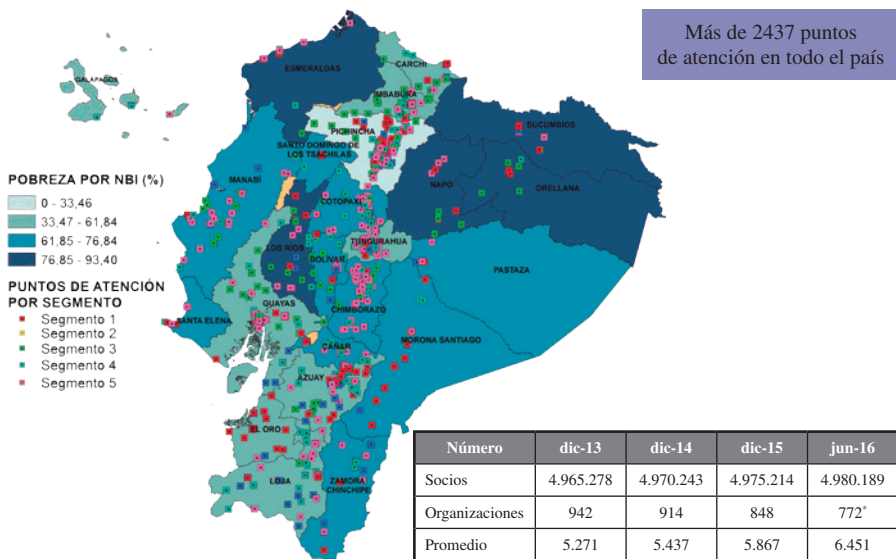 Más de 2437 puntos
de atención en todo el país
GALÁPAGOS
ESMERALDAS
CARCHI
IMBABURA
PICHINCHA
SUCUMBÍOS
SANTO DOMINGO DE
LOS TSÁCHILAS
MANABÍ
NAPO
ORELLANA
COTOPAXI
TUNGURAHUA
LOS RÍOS
BOLÍVAR
PASTAZA
GUAYAS
SANTA ELENA
CHIMBORAZO
MORONA SANTIAGO
CAÑAR
AZUAY
EL ORO
LOJA
ZAMORA
CHINCHIPE
POBREZA POR NBI (%)
0 - 33,46
33,47 - 61,84
61,85 - 76,84
76,85 - 93,40
PUNTOS DE ATENCIÓN
POR SEGMENTO
Segmento 1
Segmento 2
Segmento 3
Segmento 4
Segmento 5
Número dic-13 dic-14 dic-15 jun-16
Socios 4.965.278 4.970.243 4.975.214 4.980.189
Organizaciones 942 914 848 772*
Promedio 5.271 5.437 5.867 6.451